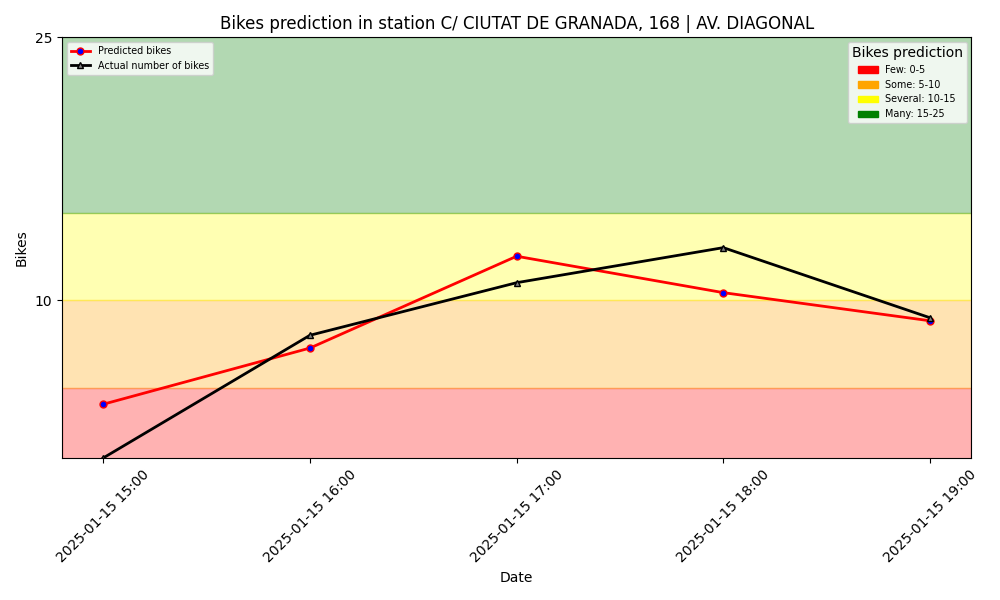 Bikes prediction in station C/ CIUTAT DE GRANADA, 168 | AV. DIAGONAL
25
Predicted bikes
Actual number of bikes
Bikes prediction
Few: 0-5
Some: 5-10
Several: 10-15
Many: 15-25
Bikes
10
2025-01-15 15:00
2025-01-15 16:00
2025-01-15 17:00
2025-01-15 18:00
2025-01-15 19:00
Date